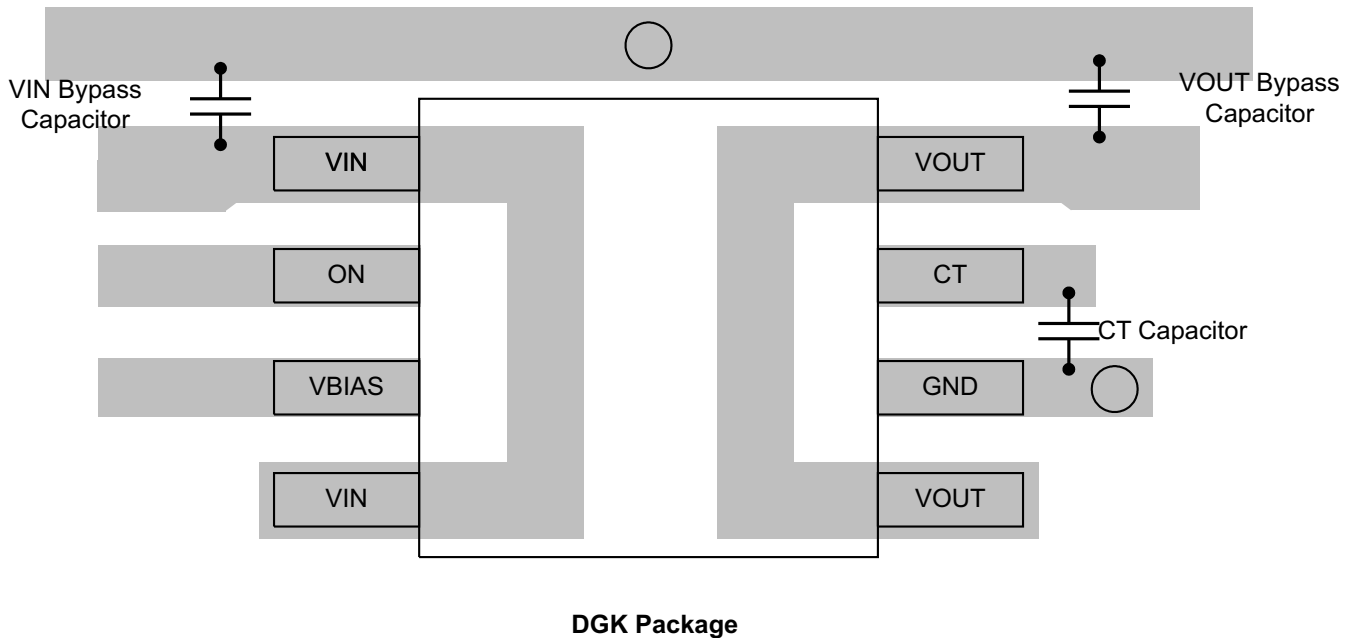 VIN Bypass
Capacitor
VOUT Bypass
Capacitor
VIN
VOUT
ON
CT
CT Capacitor
VBIAS
GND
VIN
VOUT
DGK Package